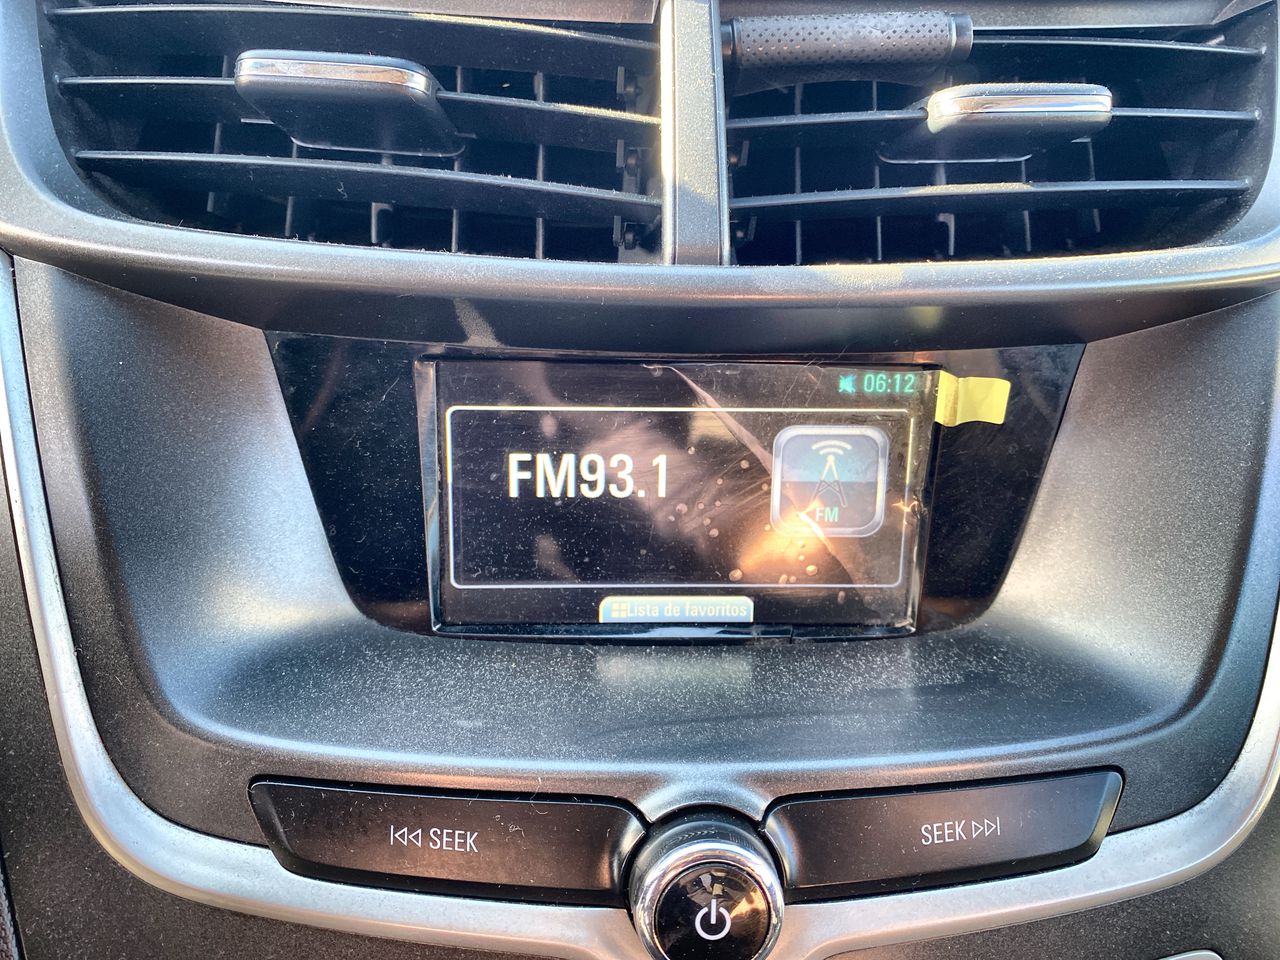 06:12
FM93.1
FM
Lista de favoritos
SEEK
SEEK